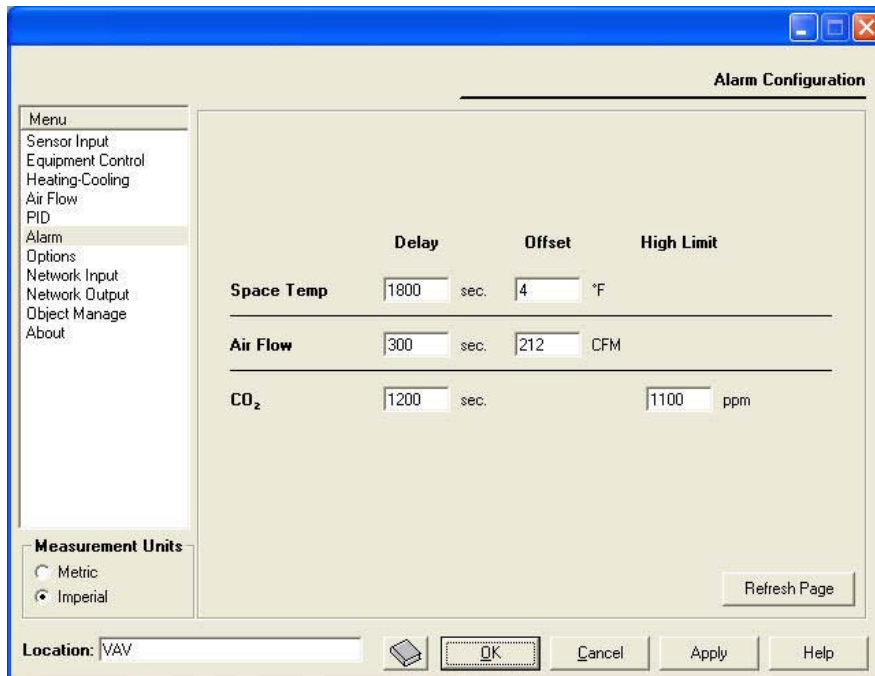 Alarm Configuration
Menu
Sensor Input
Equipment Control
Heating-Cooling
Air Flow
PID
Alarm
Options
Network Input
Network Output
Object Manage
About
Delay Offset High Limit
Space Temp 1800 sec. 4 °F
Air Flow 300 sec. 212 CFM
CO₂ 1200 sec. 1100 ppm
Measurement Units
Metric
Imperial
Refresh Page
Location: VAV OK Cancel Apply Help